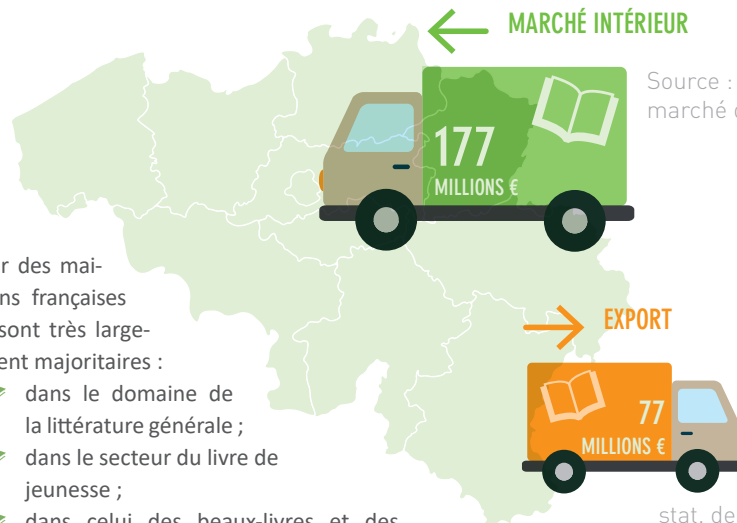 MARCHÉ INTÉRIEUR
Source :
marché
177
MILLIONS €
des mai-
françaises
sont très large-
majoritaires :
dans le domaine de
la littérature générale ;
dans le secteur du livre de
jeunesse ;
dans celui des beaux-livres et des
EXPORT
77
MILLIONS €
stat. de